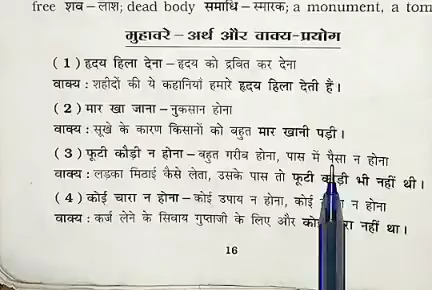 free शव – लाश; dead body समाधि – स्मारक; a monument, a tom
मुहावरे – अर्थ और वाक्य-प्रयोग
( 1 ) हृदय हिला देना – हृदय को द्रवित कर देना
वाक्य : शहीदों की ये कहानियाँ हमारे हृदय हिला देती हैं।
( 2 ) मार खा जाना – नुकसान होना
वाक्य : सूखे के कारण किसानों को बहुत मार खानी पड़ी।
( 3 ) फूटी कौड़ी न होना – बहुत गरीब होना, पास में पैसा न होना
वाक्य : लड़का मिठाई कैसे लेता, उसके पास तो फूटी भी नहीं थी।
( 4 ) कोई चारा न होना – कोई उपाय न होना, कोई न होना
वाक्य : कर्ज लेने के सिवाय गुप्ताजी के लिए और नहीं था।
16